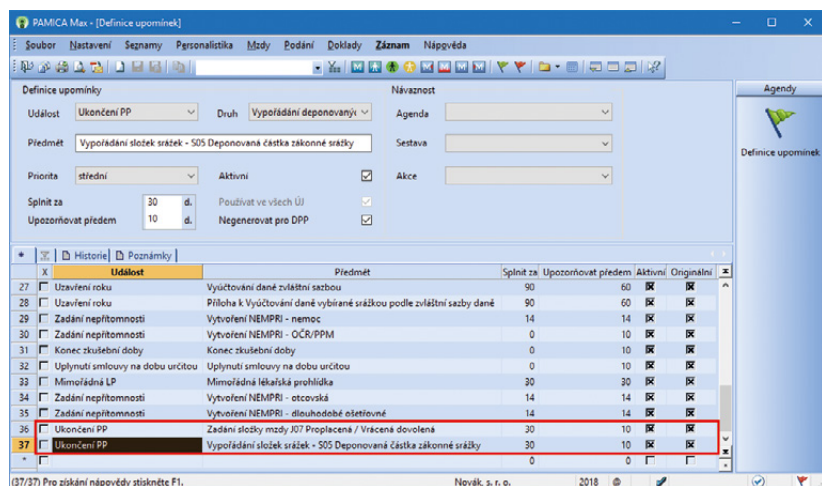 PAMICA Max - [Definice upomínek]
Soubor Nastavení Seznamy Personalistika Mzdy Podání Doklady Záznam Nápověda
Definice upomínky
Návaznost
Agendy
Událost Ukončení PP Druh Vypořádání deponovaný Agenda
Předmět Vypořádání složek srážek - S05 Deponovaná částka zákonné srážky Sestava
Definice upomínek
Priorita střední Aktivní Akce
Splnit za 30 d. Používat ve všech ÚJ
Upozorňovat předem 10 d. Negenerovat pro DPP
* Historie Poznámky
X Událost Předmět Splnit za Upozorňovat předem Aktivní Originální
27 Uzavření roku Vyúčtování daně zvláštní sazbou 90 60
28 Uzavření roku Příloha k Vyúčtování daně vybírané srážkou podle zvláštní sazby daně 90 60
29 Zadání nepřítomnosti Vytvoření NEMPRI - nemoc 14 14
30 Zadání nepřítomnosti Vytvoření NEMPRI - OČR/PPM 0 10
31 Konec zkušební doby Konec zkušební doby 0 10
32 Uplynutí smlouvy na dobu určitou Uplynutí smlouvy na dobu určitou 0 10
33 Mimořádná LP Mimořádná lékařská prohlídka 30 30
34 Zadání nepřítomnosti Vytvoření NEMPRI - otcovská 14 14
35 Zadání nepřítomnosti Vytvoření NEMPRI - dlouhodobé ošetřovné 14 14
36 Ukončení PP Zadání složky mzdy J07 Proplacená / Vrácená dovolená 30 10
37 Ukončení PP Vypořádání složek srážek - S05 Deponovaná částka zákonné srážky 30 10
* 0 0
(37/37) Pro získání nápovědy stiskněte F1. Novák, s. r. o. 2018 @